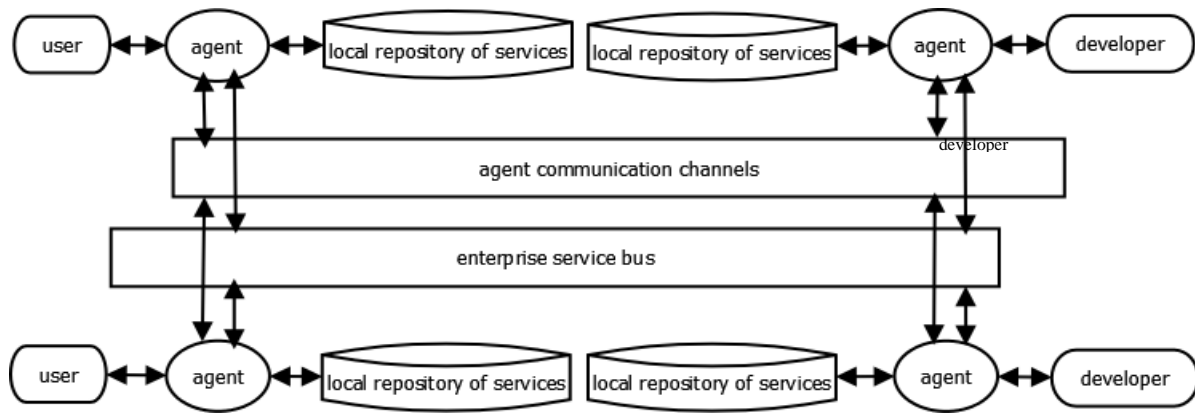 user
agent
local repository of services
local repository of services
agent
developer
developer
agent communication channels
enterprise service bus
user
agent
local repository of services
local repository of services
agent
developer